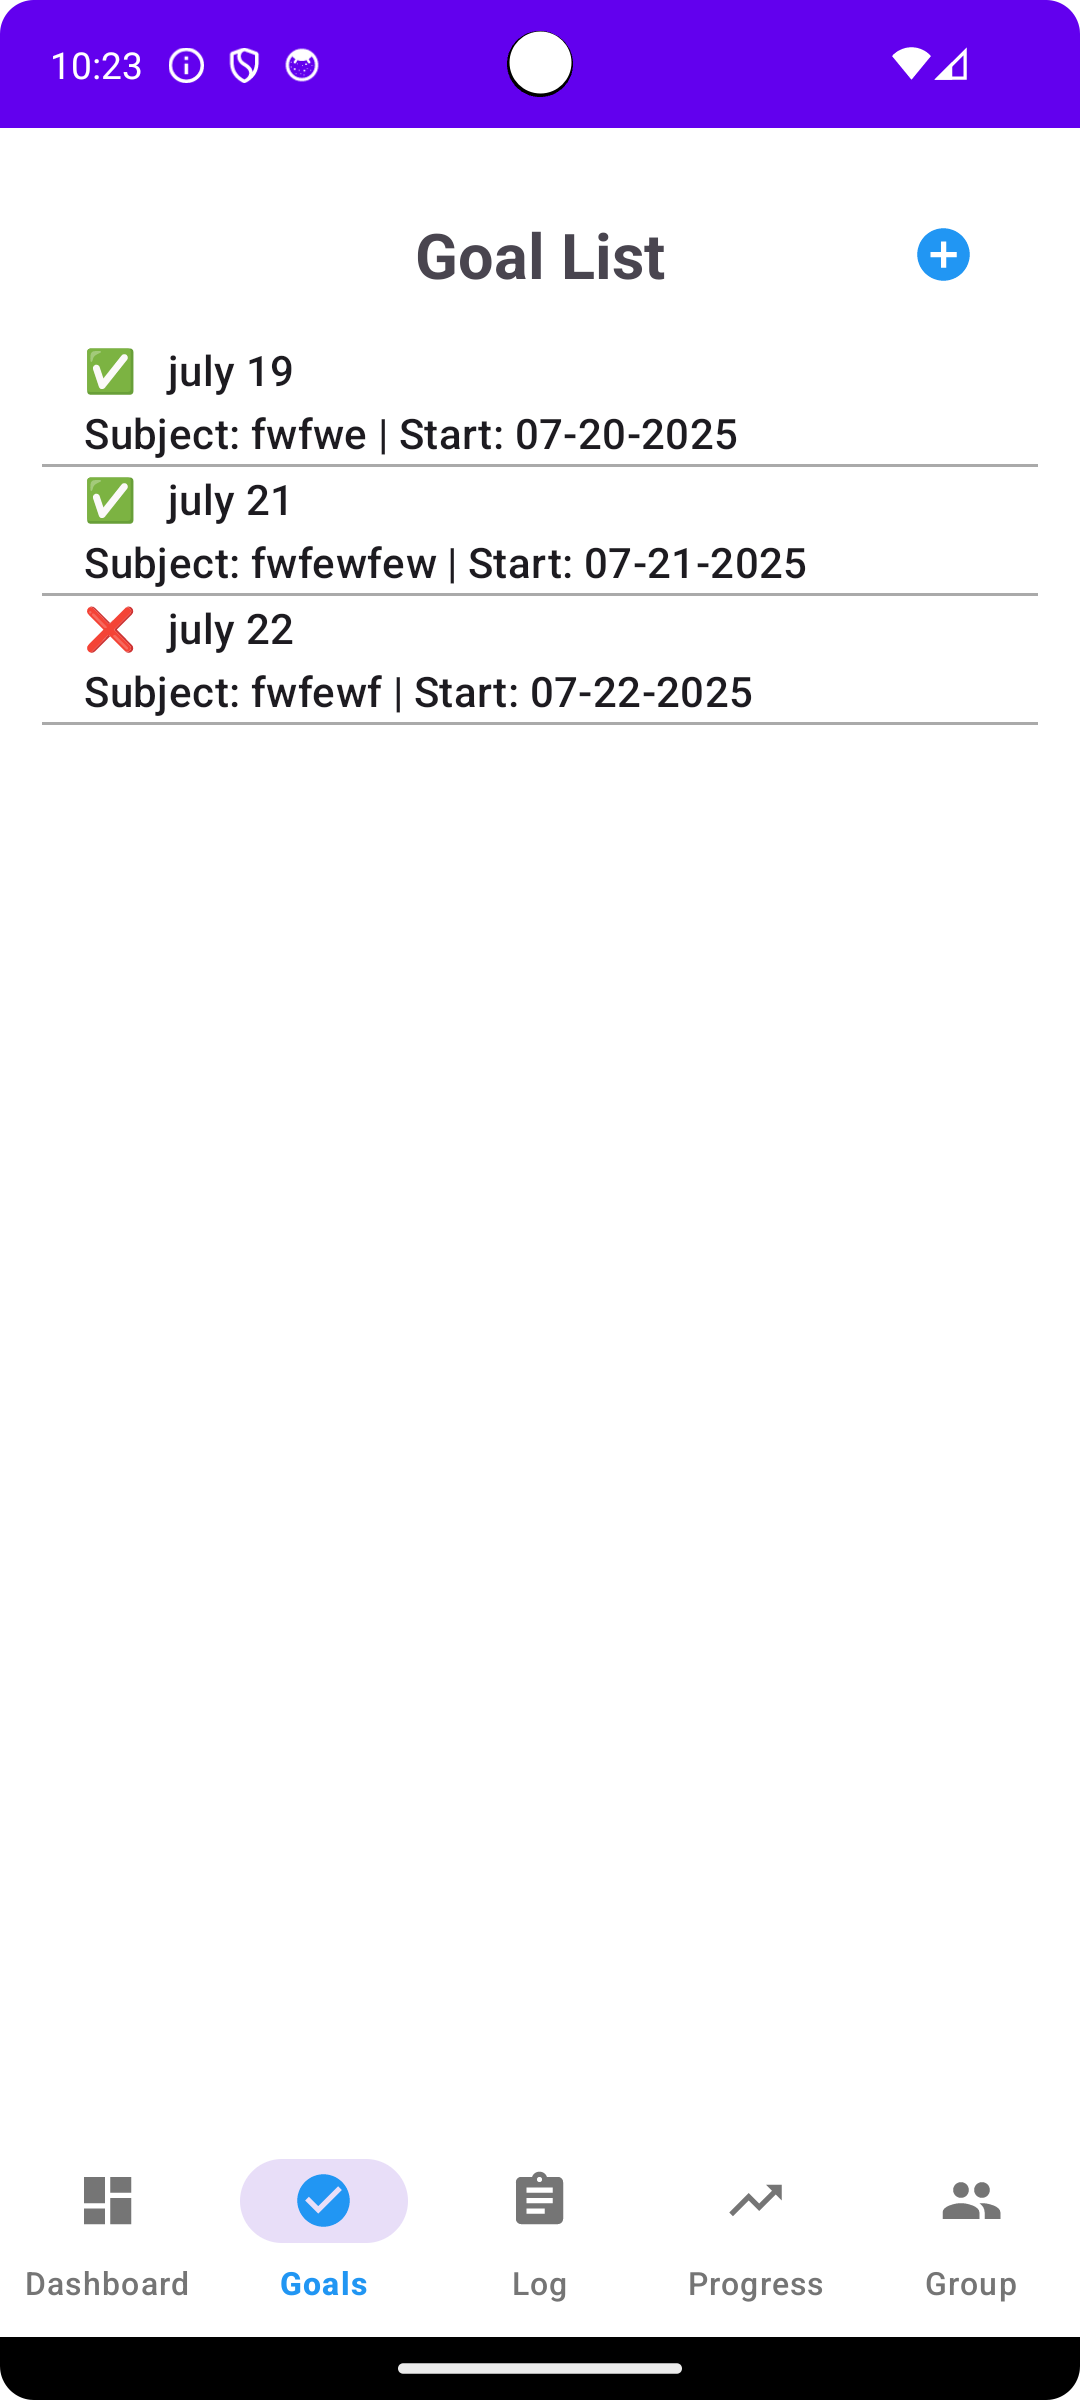 10:23
Goal List
✅ july 19
Subject: fwfwe | Start: 07-20-2025
✅ july 21
Subject: fwfewfew | Start: 07-21-2025
❌ july 22
Subject: fwfewf | Start: 07-22-2025
Dashboard Goals Log Progress Group